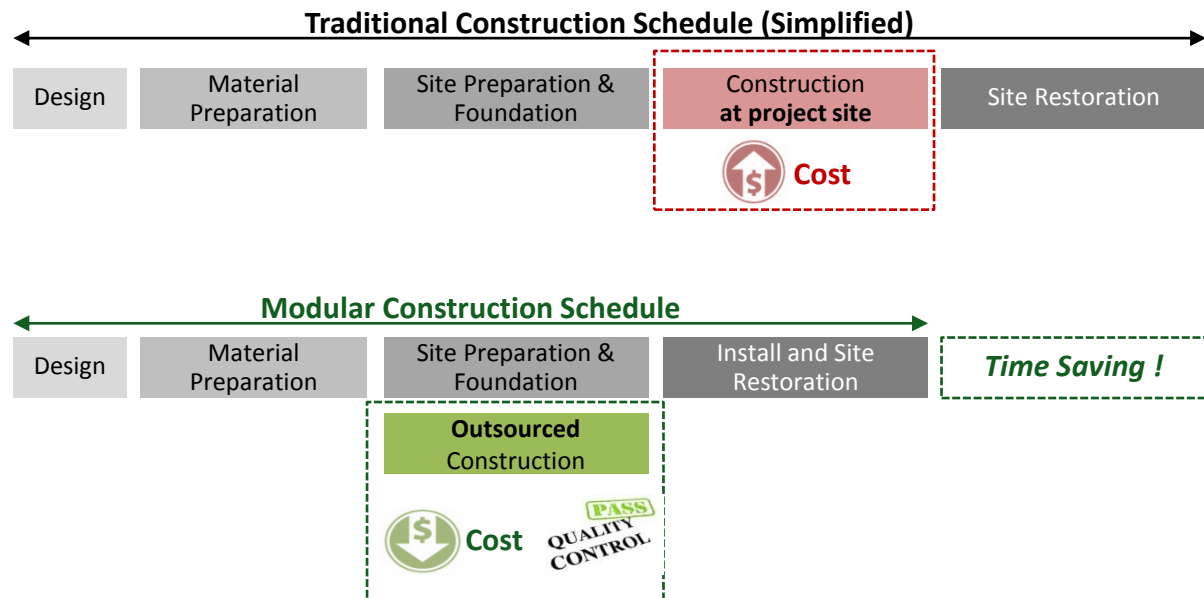 Traditional Construction Schedule (Simplified)
Design
Material
Preparation
Site Preparation &
Foundation
Construction
at project site
Site Restoration
$
Cost
Modular Construction Schedule
Design
Material
Preparation
Site Preparation &
Foundation
Install and Site
Restoration
Time Saving !
Outsourced
Construction
$
Cost
PASS
QUALITY
CONTROL